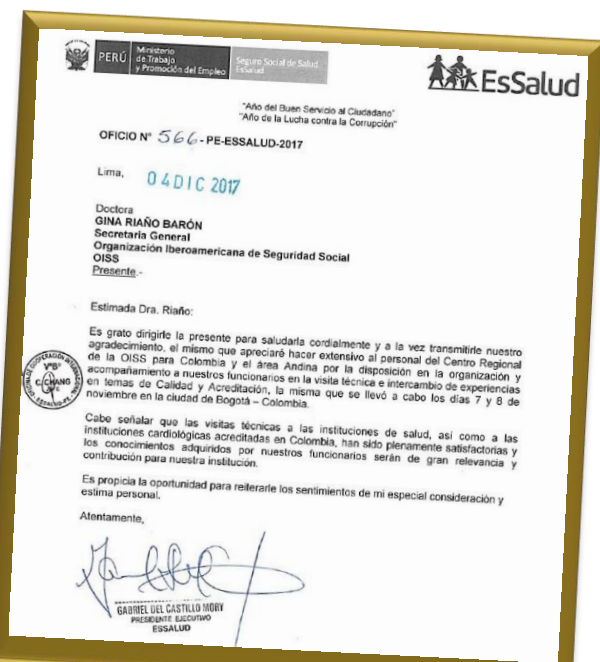 PERÚ
Ministerio
de Trabajo
y Promoción del Empleo
Seguro Social de Salud
EsSalud
EsSalud
"Año del Buen Servicio al Ciudadano"
"Año de la Lucha contra la Corrupción"
OFICIO N° 566-PE-ESSALUD-2017
Lima, 04 DIC 2017
Doctora
GINA RIAÑO BARÓN
Secretaria General
Organización Iberoamericana de Seguridad Social
OISS
Presente.-
Estimada Dra. Riaño:
Es grato dirigirle la presente para saludarla cordialmente y a la vez transmitirle nuestro
agradecimiento, el mismo que apreciaré hacer extensivo al personal del Centro Regional
de la OISS para Colombia y el área Andina por la disposición en la organización y
acompañamiento a nuestros funcionarios en la visita técnica e intercambio de experiencias
en temas de Calidad y Acreditación, la misma que se llevó a cabo los días 7 y 8 de
noviembre en la ciudad de Bogotá – Colombia.
OFICINA DE COOPERACIÓN INTERNACIONAL
V°B°
C. CHANG
ESSALUD
Cabe señalar que las visitas técnicas a las instituciones de salud, así como a las
instituciones cardiológicas acreditadas en Colombia, han sido plenamente satisfactorias y
los conocimientos adquiridos por nuestros funcionarios serán de gran relevancia y
contribución para nuestra institución.
Es propicia la oportunidad para reiterarle los sentimientos de mi especial consideración y
estima personal.
Atentamente,
GABRIEL DEL CASTILLO MORY
PRESIDENTE EJECUTIVO
ESSALUD